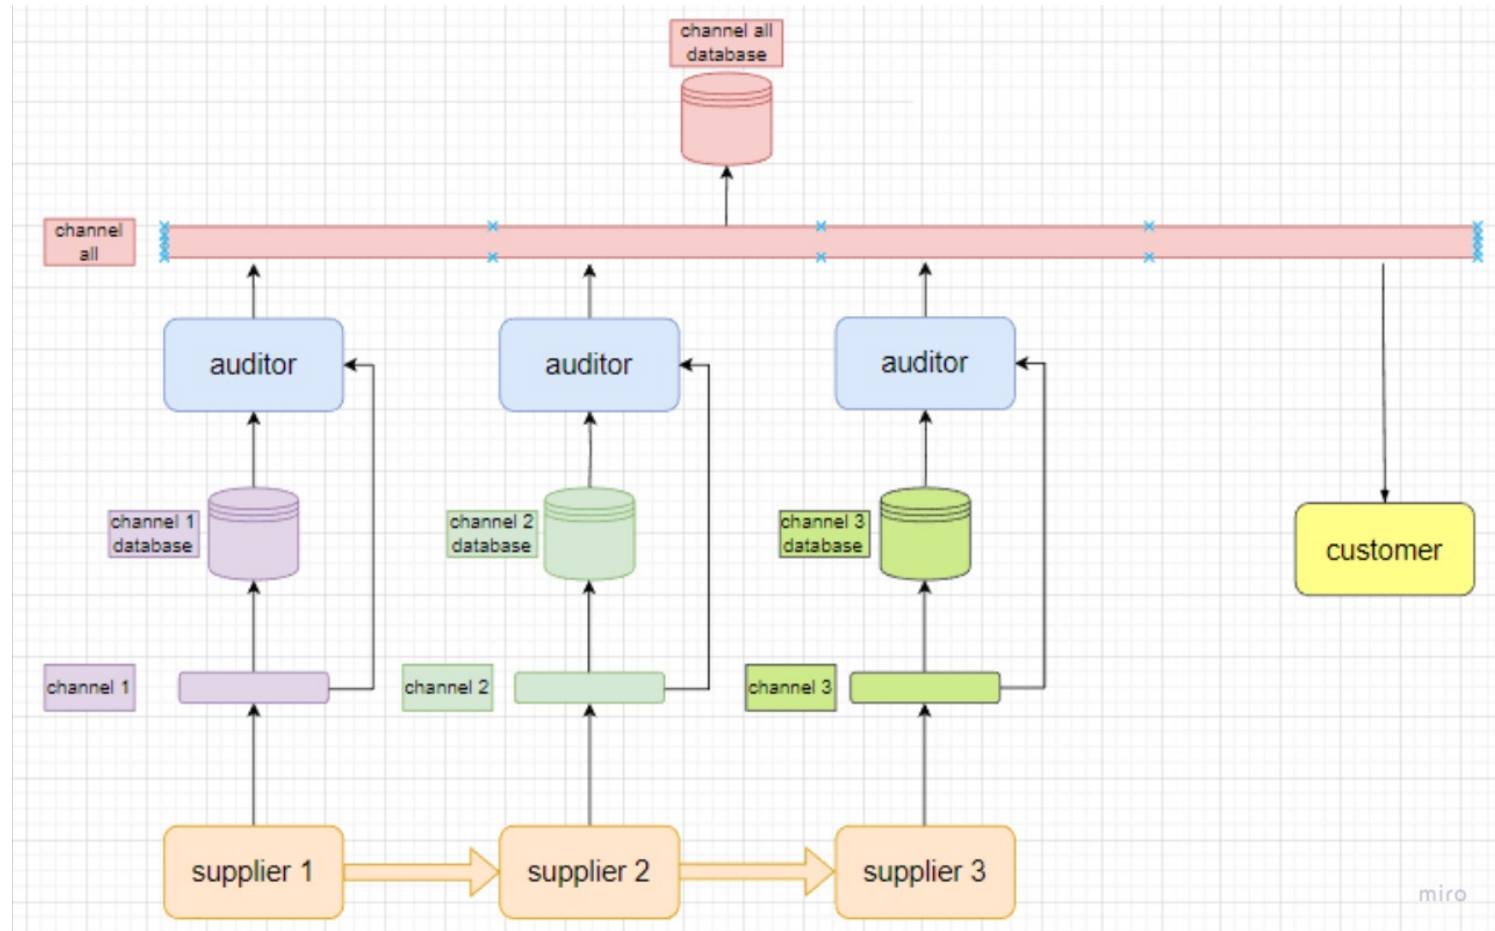 channel all
database
channel
all
auditor
auditor
auditor
channel 1
database
channel 2
database
channel 3
database
customer
channel 1
channel 2
channel 3
supplier 1
supplier 2
supplier 3
miro